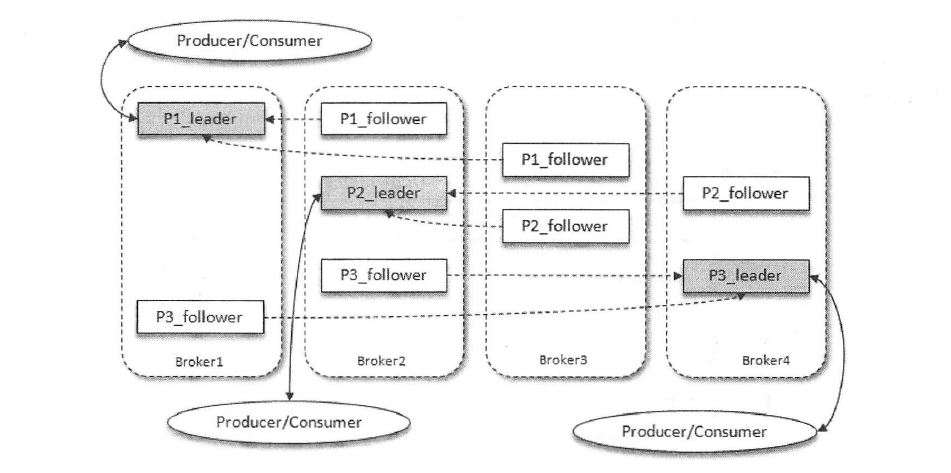 Producer/Consumer
P1_leader
P1_follower
P1_follower
P2_leader
P2_follower
P2_follower
P3_follower
P3_leader
P3_follower
Broker1
Broker2
Broker3
Broker4
Producer/Consumer
Producer/Consumer